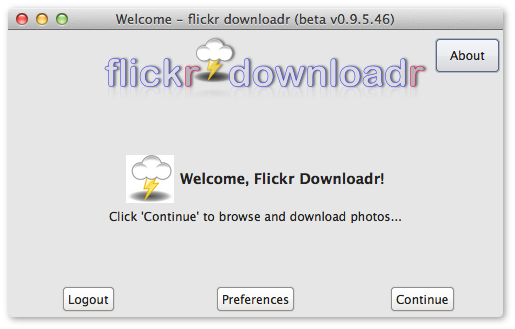 Welcome - flickr downloadr (beta v0.9.5.46)
flickr downloadr
About
Welcome, Flickr Downloadr!
Click 'Continue' to browse and download photos...
Logout
Preferences
Continue